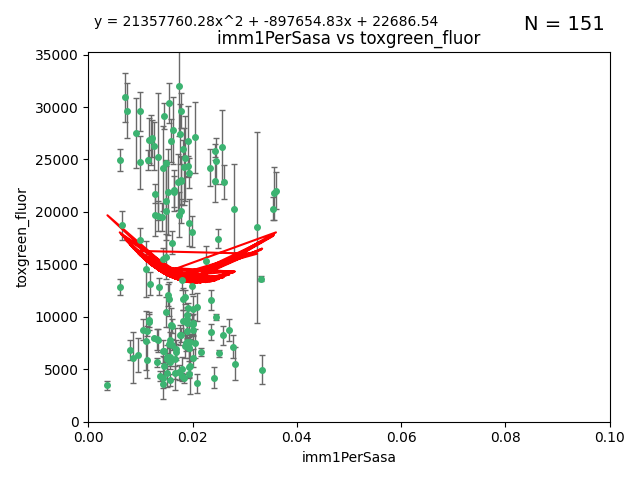 y = 21357760.28x^2 + -897654.83x + 22686.54
N = 151
imm1PerSasa vs toxgreen_fluor
toxgreen_fluor
35000
30000
25000
20000
15000
10000
5000
0
0.00 0.02 0.04 0.06 0.08 0.10
imm1PerSasa